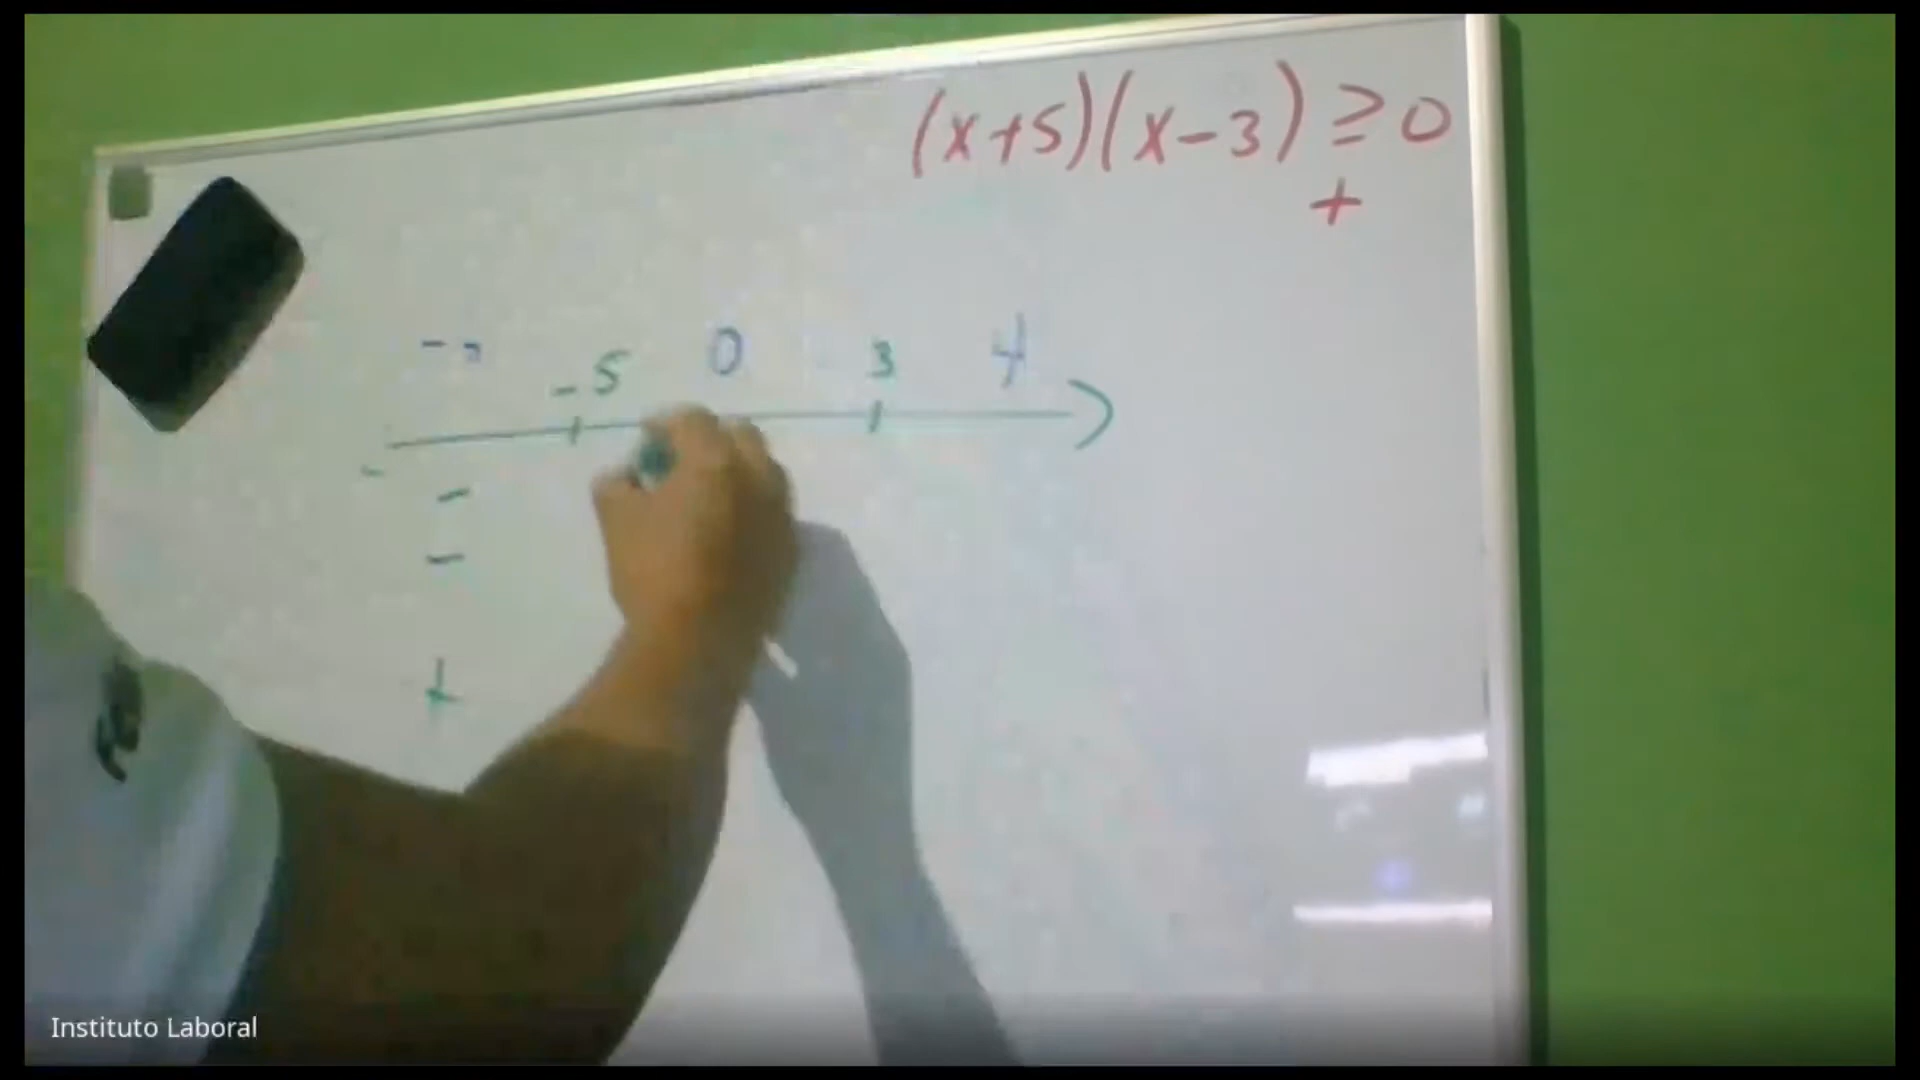 (x+5)(x-3) ≥ 0
+
-5 0 3 4
-
-
-
+
Instituto Laboral